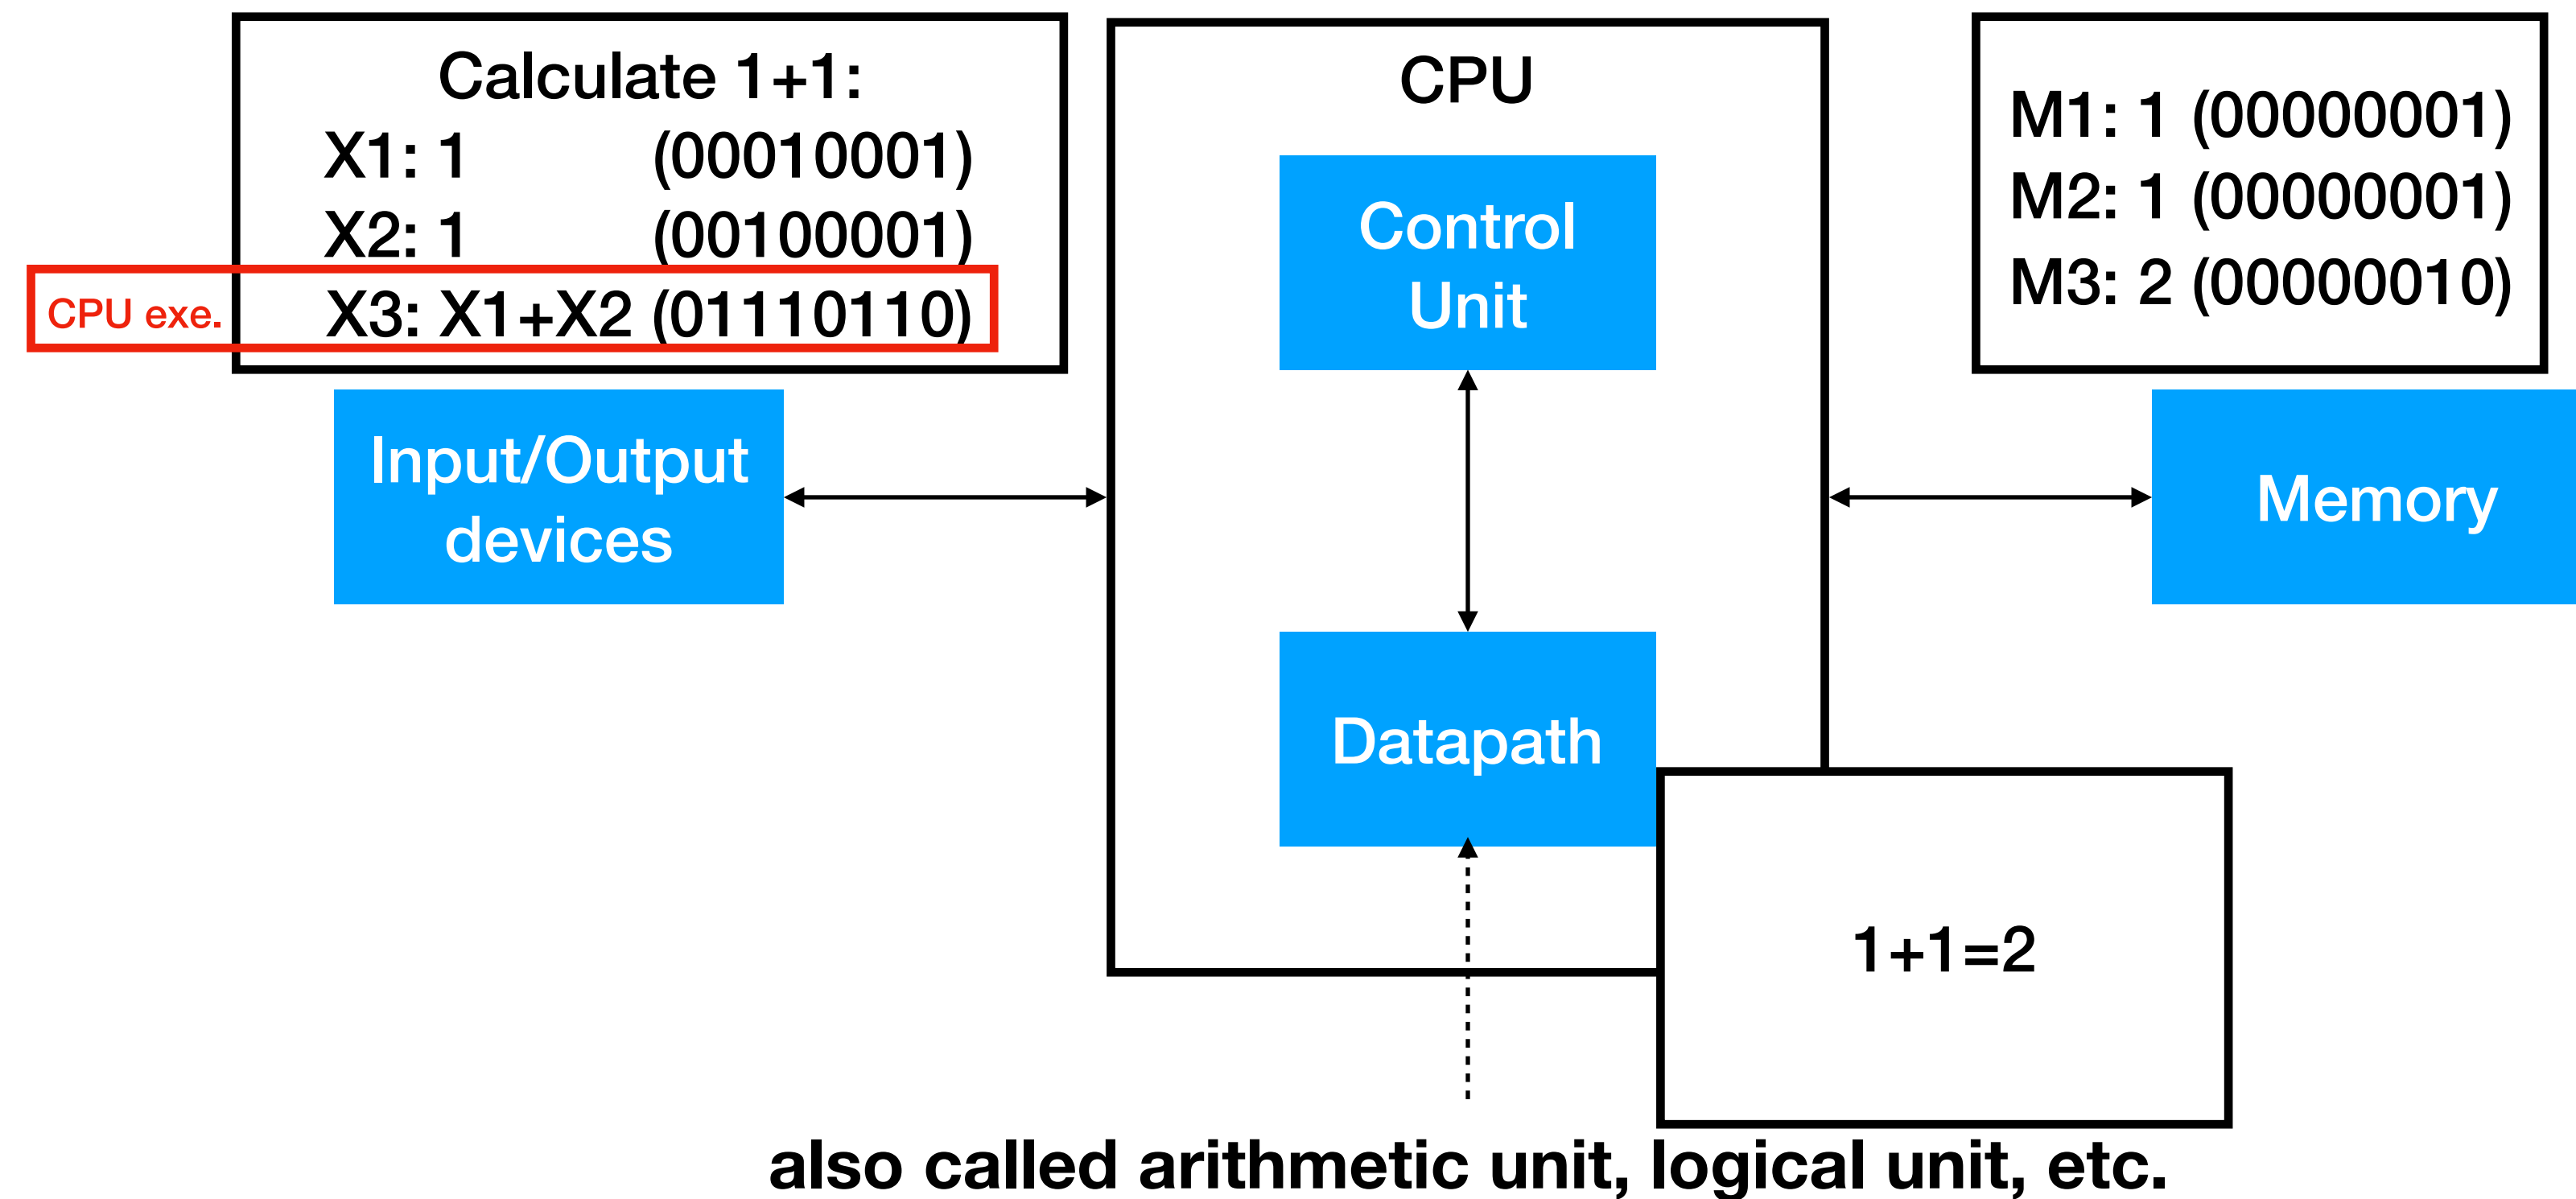 Calculate 1+1:
X1: 1 (00010001)
X2: 1 (00100001)
CPU exe.
X3: X1+X2 (01110110)
CPU
Control
Unit
M1: 1 (00000001)
M2: 1 (00000001)
M3: 2 (00000010)
Input/Output
devices
Memory
Datapath
1+1=2
also called arithmetic unit, logical unit, etc.